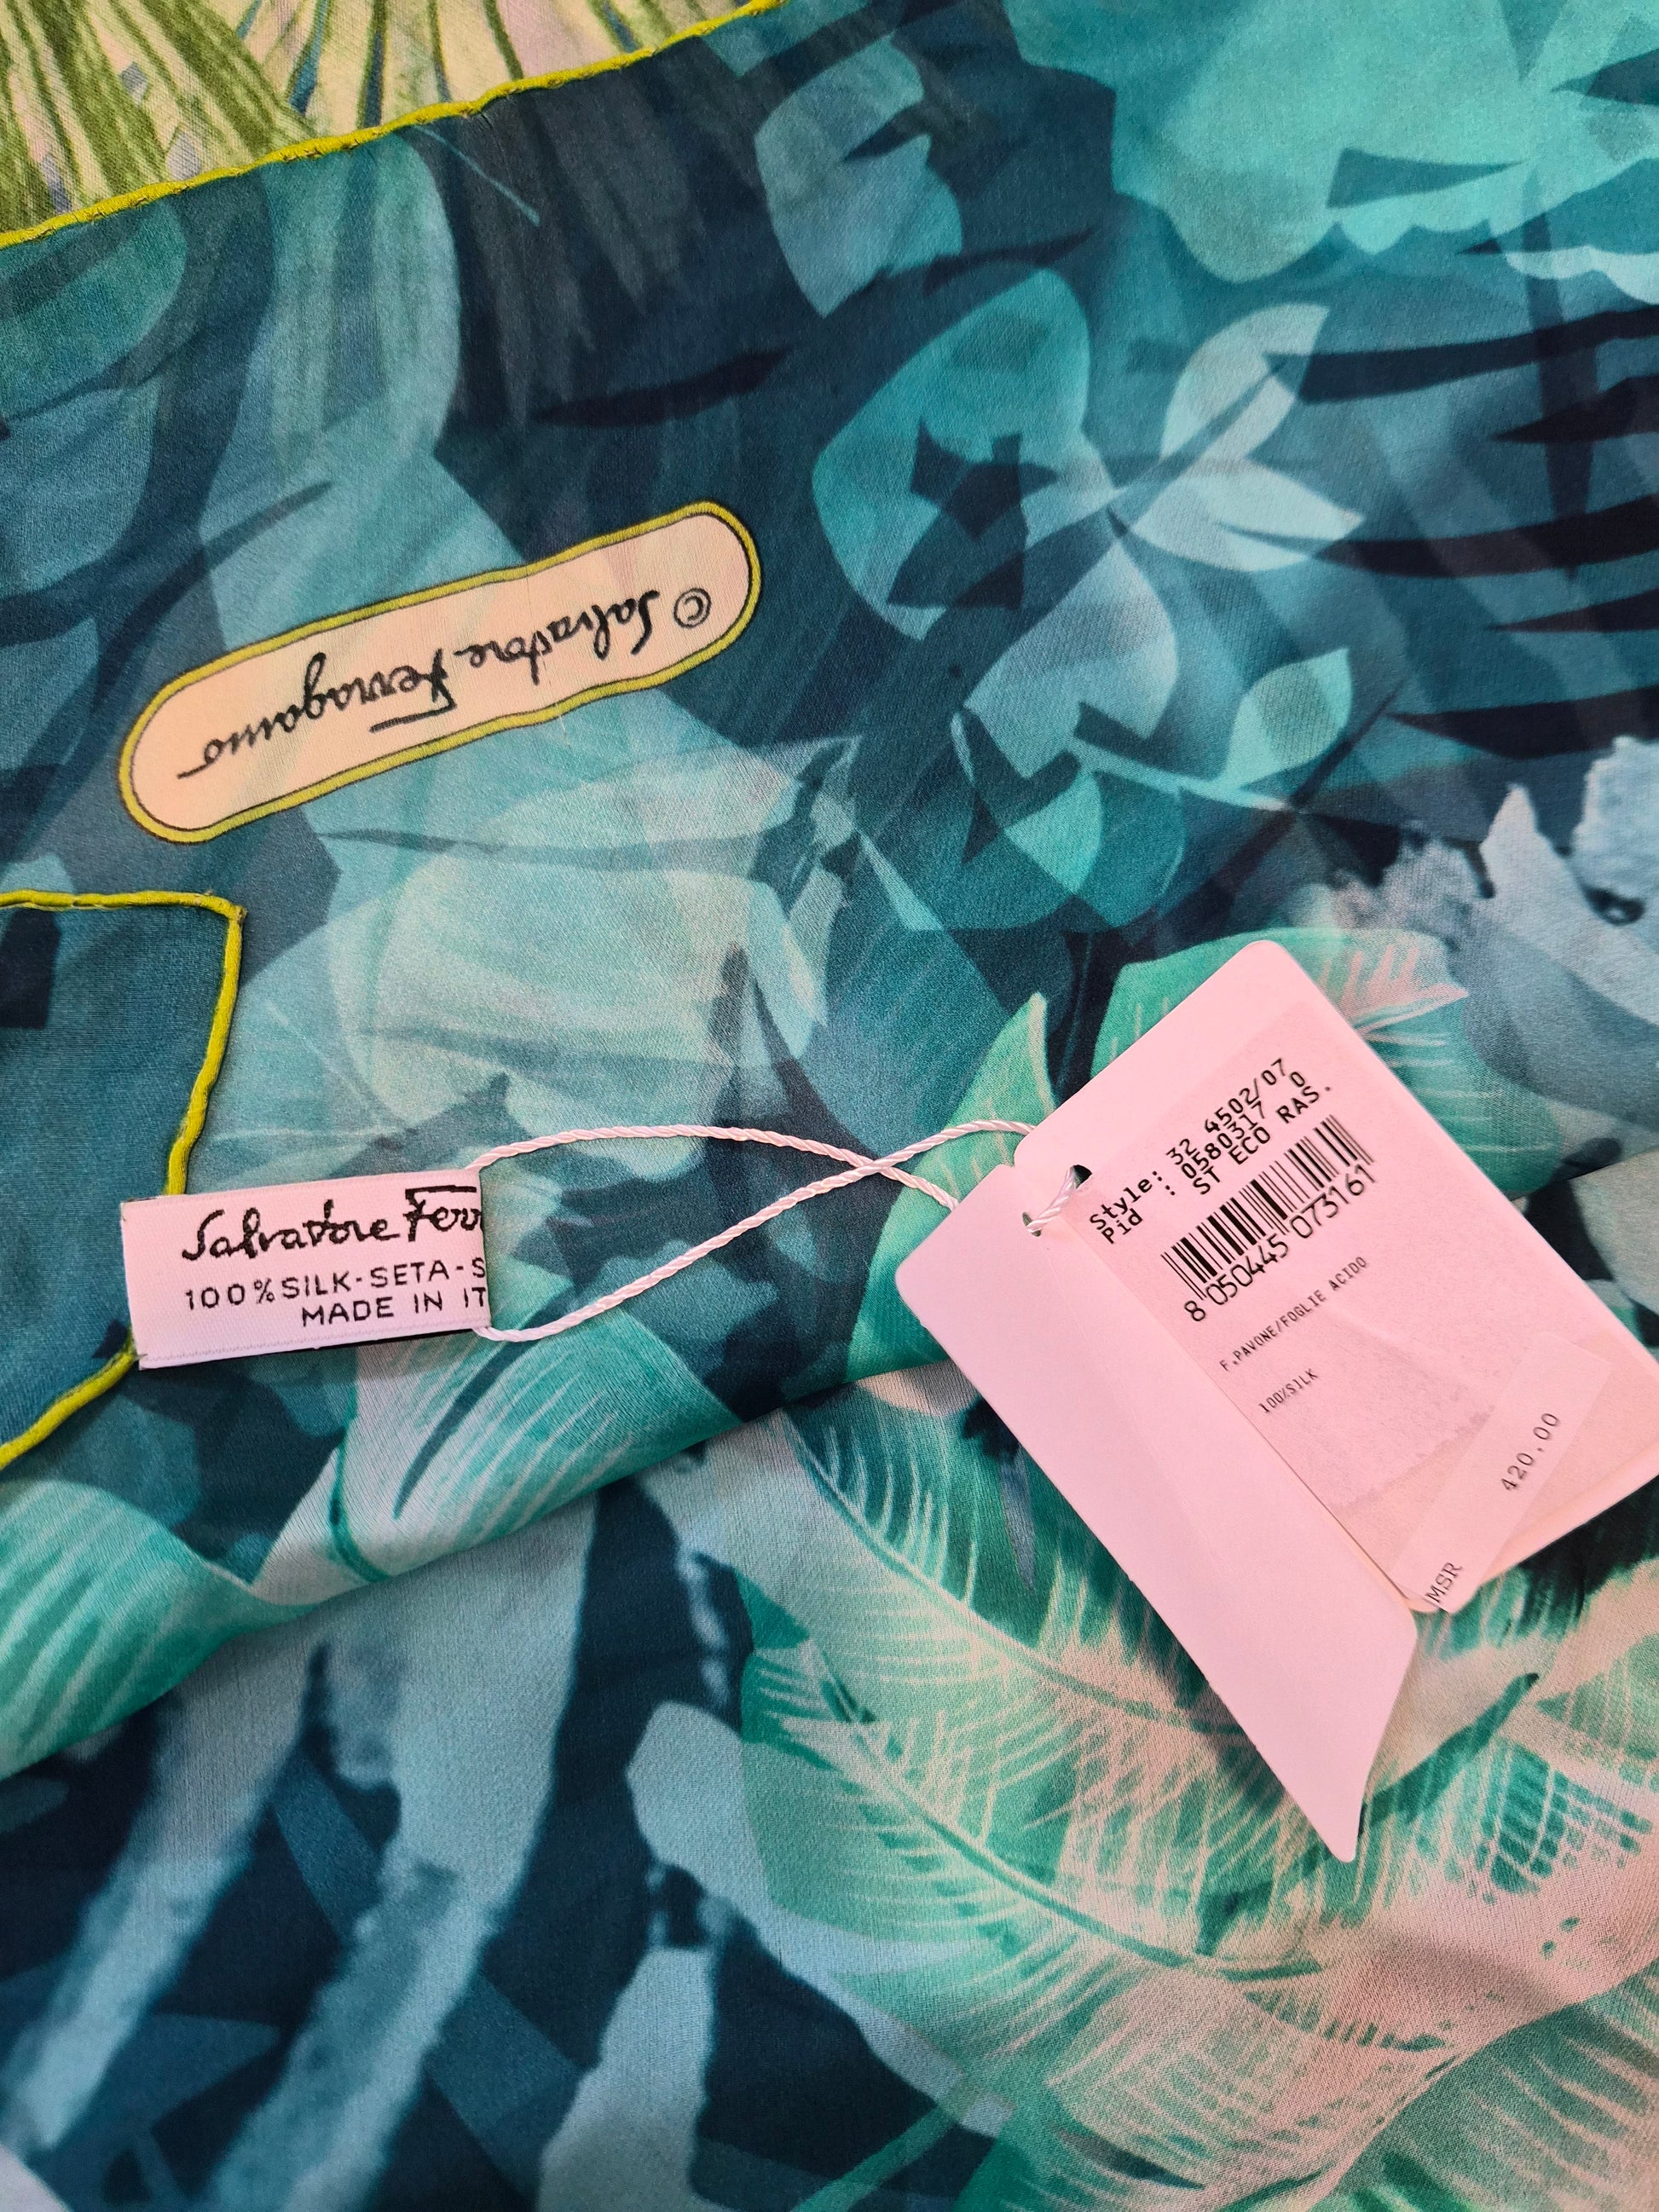 © Salvatore Ferragamo
Salvatore Ferr
100% SILK-SETA-S
MADE IN IT
Style: 32 4502/07
Pid : 0580317 0
ST ECO RAS.
8 050445 073161
F.PAVONE/FOGLIE ACIDO
100%SILK
420.00
MSR